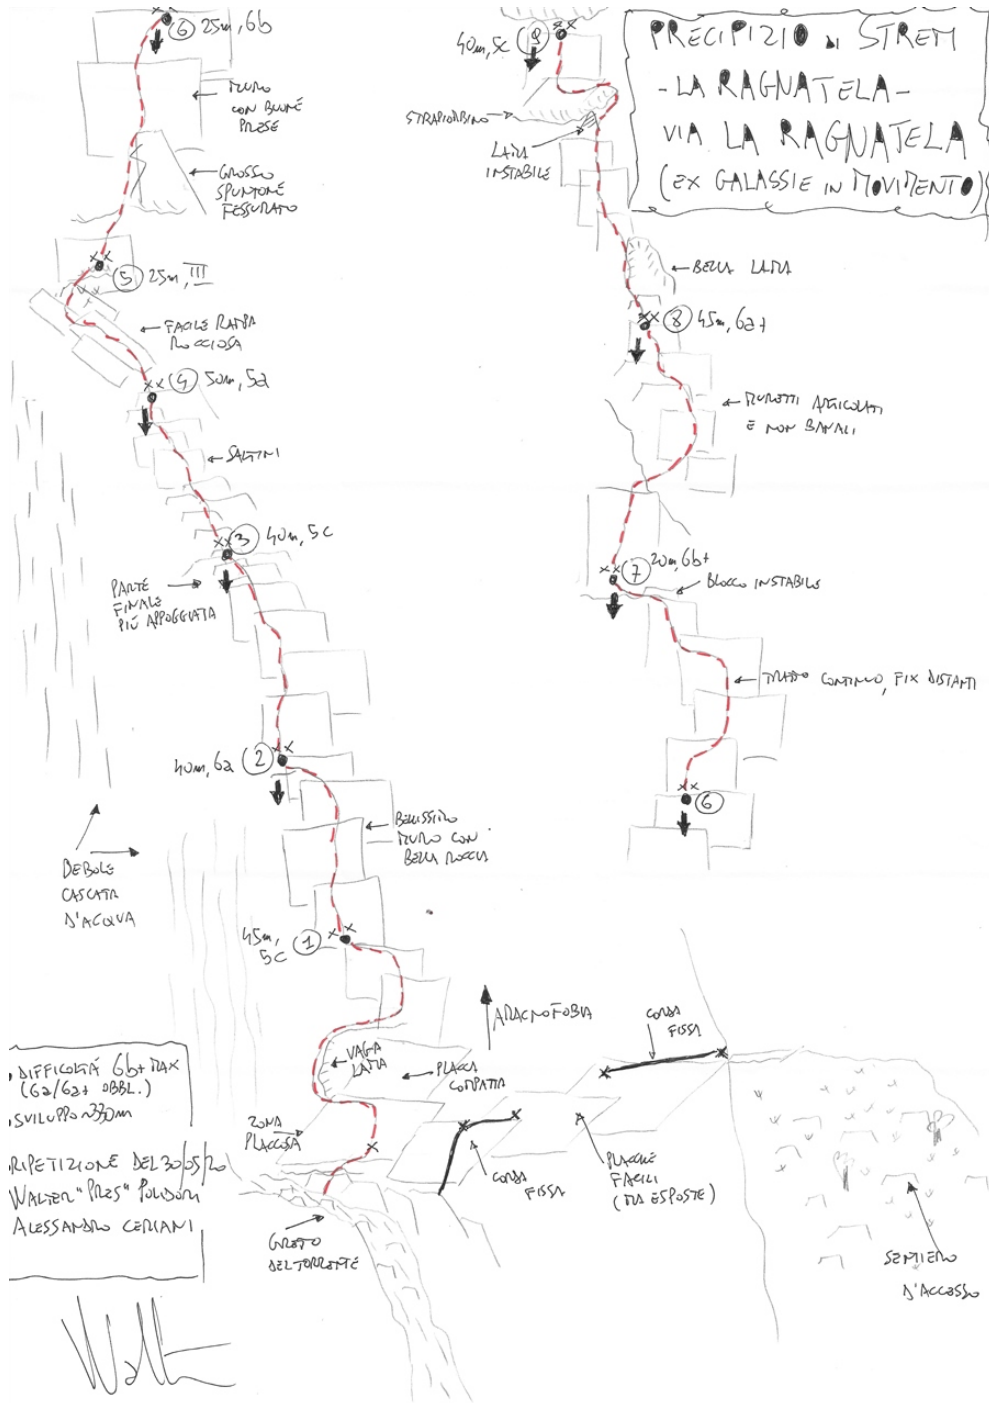 PRECIPIZIO DI STREM
- LA RAGNATELA -
VIA LA RAGNATELA
(EX GALASSIE IN MOVIMENTO)
6 25m, 6b
MURO
CON BUONE
PRESE
GROSSO
SPUNTONE
FESSURATO
5 25m, III
FACILE RAMPA
ROCCIOSA
4 50m, 5a
SALTINI
3 40m, 5c
PARTE
FINALE
PIÚ APPOGGIATA
40m, 6a 2
BELLISSIMO
MURO CON
BELLA ROCCIA
DEBOLE
CASCATA
D'ACQUA
45m,
5c 1
VAGA
LAMA
PLACCA
COMPATTA
ZONA
PLACCOSA
GRETO
DEL TORRENTE
ARACNOFOBIA
CORDA
FISSA
CORDA
FISSA
PLACCHE
FACILI
(MA ESPOSTE)
SENTIERO
D'ACCESSO
40m, 5c 9
STRAPIOMBINO
LAMA
INSTABILE
BELLA LAMA
8 45m, 6a+
MURETTI ARTICOLATI
E NON BANALI
7 20m, 6b+
BLOCCO INSTABILE
TRATTO CONTINUO, FIX DISTANTI
6
DIFFICOLTÁ 6b+ MAX
(6a/6a+ OBBL.)
SVILUPPO ~330m
RIPETIZIONE DEL 30/05/20
WALTER "PRES" POLIDORI
ALESSANDRO CERIANI